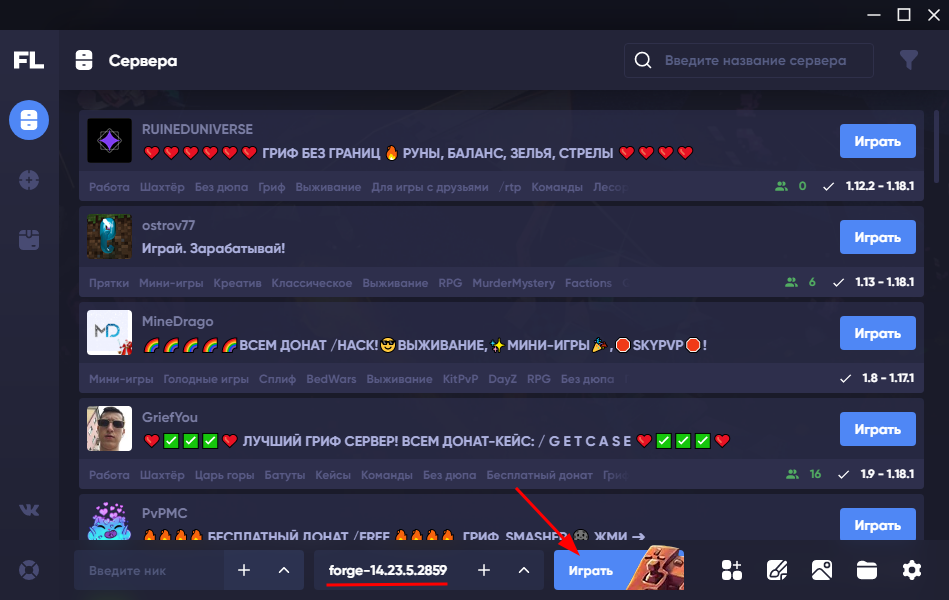 FL
Сервера
Введите название сервера
RUINEDUNIVERSE
❤️❤️❤️❤️❤️❤️ ГРИФ БЕЗ ГРАНИЦ 🔥 РУНЫ, БАЛАНС, ЗЕЛЬЯ, СТРЕЛЫ ❤️❤️❤️❤️
Играть
Работа Шахтёр Без дюпа Гриф Выживание Для игры с друзьями /rtp Команды Лесор
0 1.12.2 - 1.18.1
ostrov77
Играй. Зарабатывай!
Играть
Прятки Мини-игры Креатив Классическое Выживание RPG MurderMystery Factions
6 1.13 - 1.18.1
MD
MineDrago
🌈🌈🌈🌈🌈ВСЕМ ДОНАТ /НАСК!😎ВЫЖИВАНИЕ,✨МИНИ-ИГРЫ🎉,🛑SKYPVP🛑!
Играть
Мини-игры Голодные игры Сплиф BedWars Выживание KitPvP DayZ RPG Без дюпа
1.8 - 1.17.1
GriefYou
❤️✅✅✅❤️ ЛУЧШИЙ ГРИФ СЕРВЕР! ВСЕМ ДОНАТ-КЕЙС: / G E T C A S E ❤️✅✅✅❤️
Играть
Работа Шахтёр Царь горы Батуты Кейсы Команды Без дюпа Бесплатный донат Гри
16 1.9 - 1.18.1
PvPMC
🔥🔥🔥🔥 БЕСПЛАТНЫЙ ДОНАТ /FREE 🔥🔥🔥🔥 ГРИФ, SMASHED ЖМИ →
Играть
Введите ник
forge-14.23.5.2859
Играть